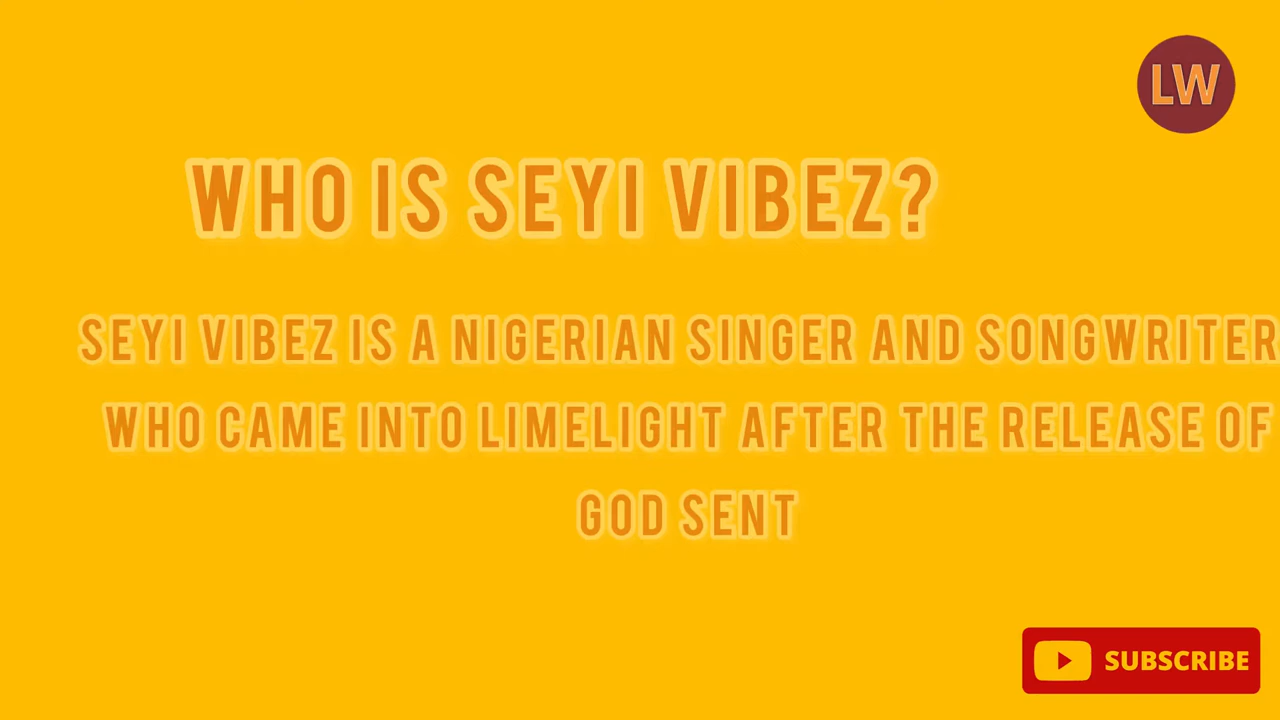 LW
WHO IS SEYI VIBEZ?
SEYI VIBEZ IS A NIGERIAN SINGER AND SONGWRITER
WHO CAME INTO LIMELIGHT AFTER THE RELEASE OF
GOD SENT
SUBSCRIBE